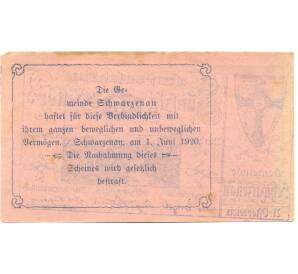 Die Ge-
meinde Schwarzenau
haftet für diese Verbindlichkeit mit
ihrem ganzen beweglichen und unbeweglichen
Vermögen. Schwarzenau, am 1. Juni 1920.
Die Nachahmung dieses
Scheines wird gesetzlich
bestraft.